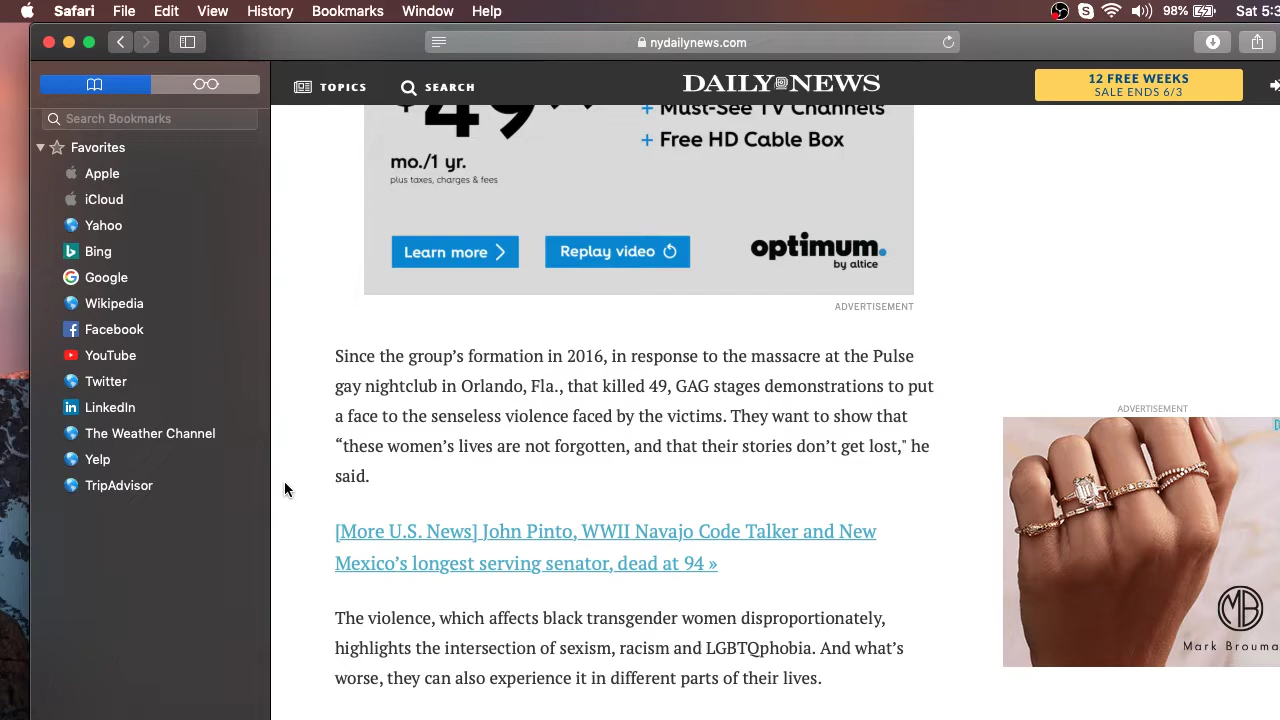 Safari File Edit View History Bookmarks Window Help 98% Sat 5:3
nydailynews.com
TOPICS SEARCH DAILY NEWS 12 FREE WEEKS
SALE ENDS 6/3
Search Bookmarks
Favorites
Apple
iCloud
Yahoo
Bing
Google
Wikipedia
Facebook
YouTube
Twitter
LinkedIn
The Weather Channel
Yelp
TripAdvisor
49
+ Must-See TV Channels
+ Free HD Cable Box
mo./1 yr.
plus taxes, charges & fees
Learn more Replay video optimum.
by altice
ADVERTISEMENT
Since the group’s formation in 2016, in response to the massacre at the Pulse
gay nightclub in Orlando, Fla., that killed 49, GAG stages demonstrations to put
a face to the senseless violence faced by the victims. They want to show that
“these women’s lives are not forgotten, and that their stories don’t get lost," he
said.
[More U.S. News] John Pinto, WWII Navajo Code Talker and New
Mexico’s longest serving senator, dead at 94 »
The violence, which affects black transgender women disproportionately,
highlights the intersection of sexism, racism and LGBTQphobia. And what’s
worse, they can also experience it in different parts of their lives.
ADVERTISEMENT
MB
Mark Brouma